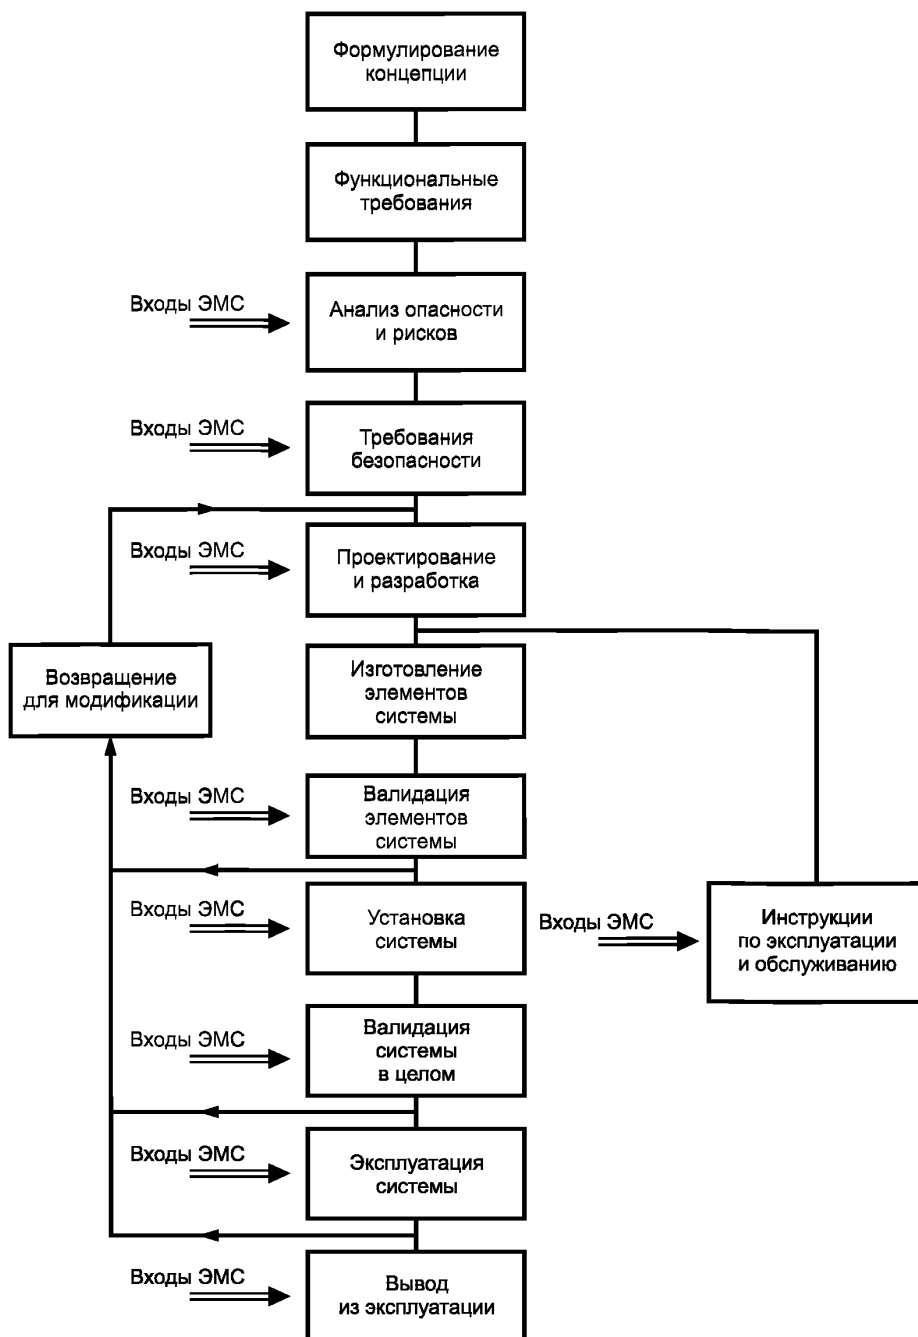 Формулирование
концепции
Функциональные
требования
Входы ЭМС
Анализ опасности
и рисков
Входы ЭМС
Требования
безопасности
Входы ЭМС
Проектирование
и разработка
Возвращение
для модификации
Изготовление
элементов
системы
Входы ЭМС
Валидация
элементов
системы
Входы ЭМС
Установка
системы
Входы ЭМС
Инструкции
по эксплуатации
и обслуживанию
Входы ЭМС
Валидация
системы
в целом
Входы ЭМС
Эксплуатация
системы
Входы ЭМС
Вывод
из эксплуатации